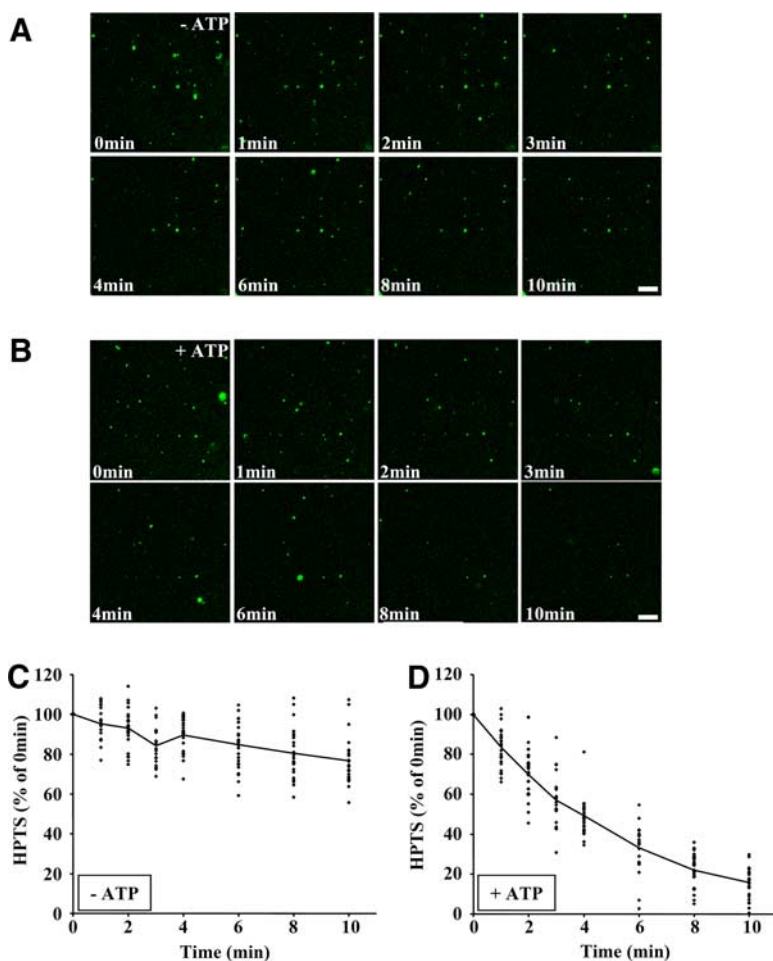 A
- ATP
0min
1min
2min
3min
4min
6min
8min
10min
B
+ ATP
0min
1min
2min
3min
4min
6min
8min
10min
C
120
100
80
60
40
20
0
HPTS (% of 0min)
- ATP
0 2 4 6 8 10
Time (min)
D
120
100
80
60
40
20
0
HPTS (% of 0min)
+ ATP
0 2 4 6 8 10
Time (min)